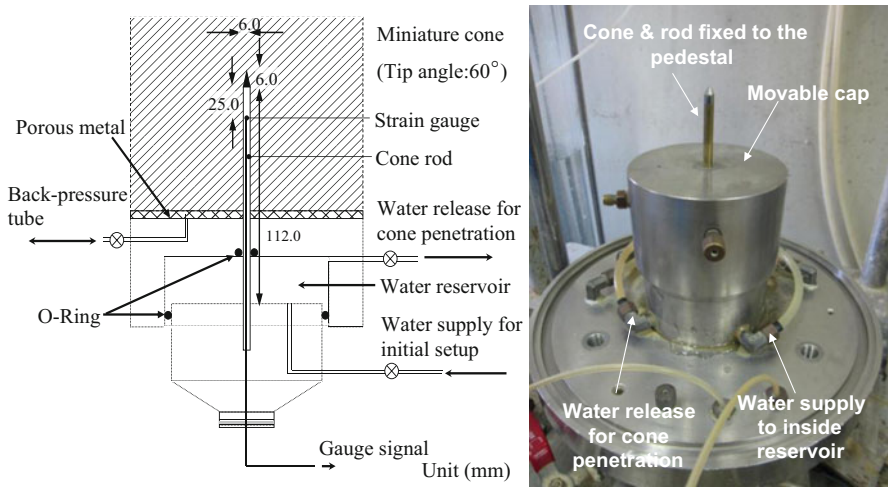 6.0
Miniature cone
(Tip angle:60°)
6.0
25.0
Strain gauge
Porous metal
Cone rod
Back-pressure
tube
Water release for
cone penetration
112.0
Water reservoir
O-Ring
Water supply for
initial setup
Gauge signal
Unit (mm)
Cone & rod fixed to the
pedestal
Movable cap
Water release
for cone
penetration
Water supply
to inside
reservoir